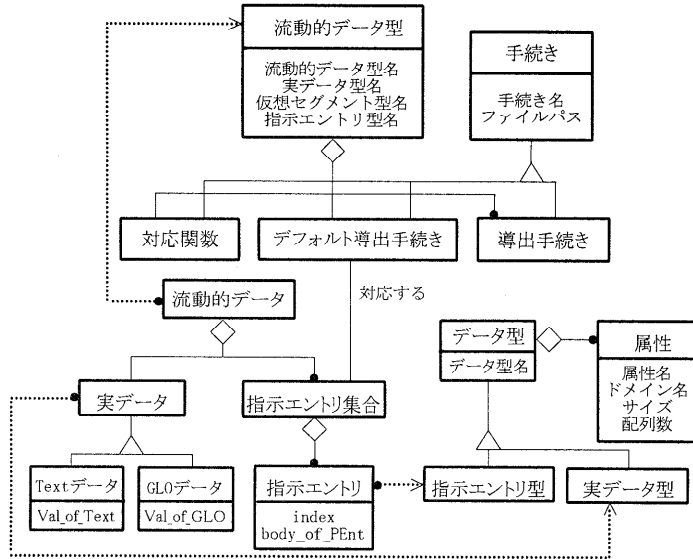 流動的データ型
流動的データ型名
実データ型名
仮想セグメント型名
指示エントリ型名
手続き
手続き名
ファイルパス
対応関数
デフォルト導出手続き
導出手続き
対応する
流動的データ
データ型
データ型名
属性
属性名
ドメイン名
サイズ
配列数
実データ
指示エントリ集合
Textデータ
Val_of_Text
GLOデータ
Val_of_GLO
指示エントリ
index
body_of_PEnt
指示エントリ型
実データ型